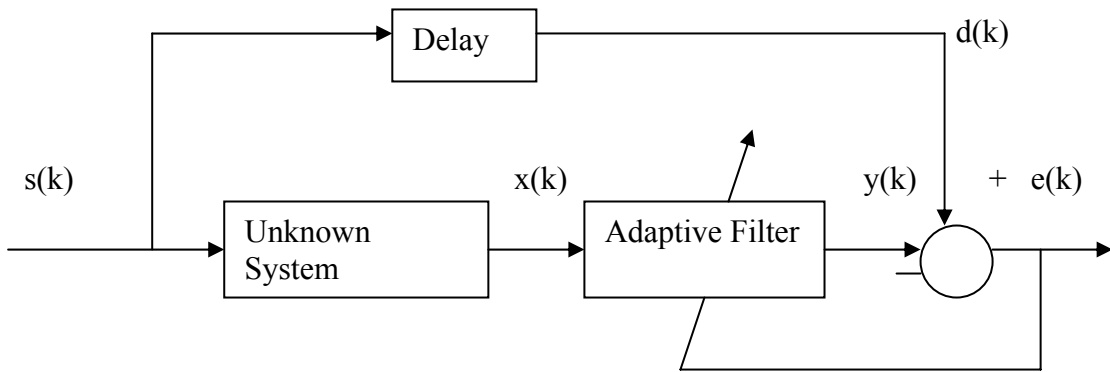 Delay
d(k)
s(k)
x(k)
y(k)
+
e(k)
Unknown
System
Adaptive Filter
−